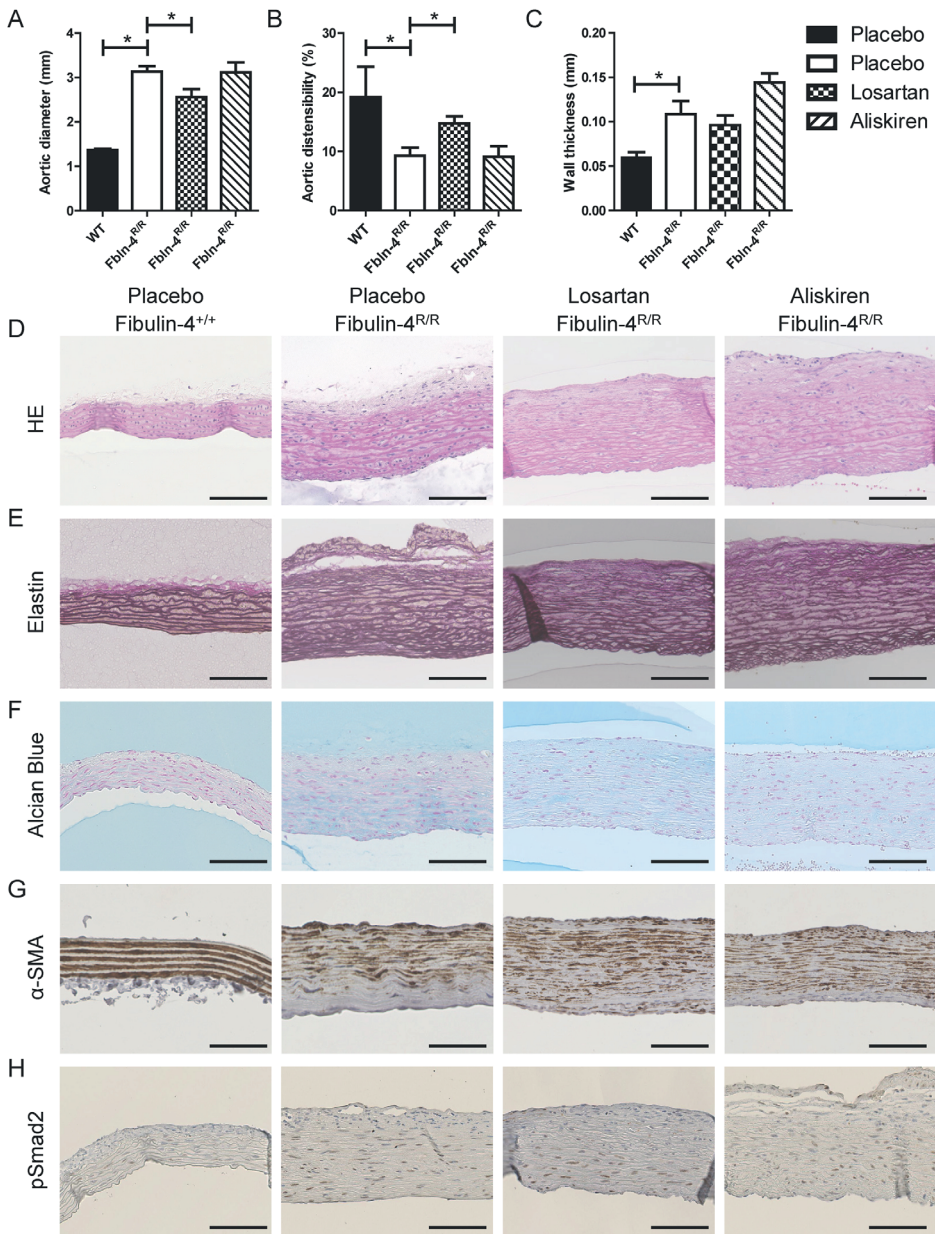 A
Aortic diameter (mm)
4
3
2
1
0
*
*
WT
Fbln-4R/R
Fbln-4R/R
Fbln-4R/R
B
Aortic distensibility (%)
30
20
10
0
*
*
WT
Fbln-4R/R
Fbln-4R/R
Fbln-4R/R
C
Wall thickness (mm)
0.20
0.15
0.10
0.05
0.00
*
WT
Fbln-4R/R
Fbln-4R/R
Fbln-4R/R
Placebo
Placebo
Losartan
Aliskiren
Placebo
Fibulin-4+/+
Placebo
Fibulin-4R/R
Losartan
Fibulin-4R/R
Aliskiren
Fibulin-4R/R
D
HE
E
Elastin
F
Alcian Blue
G
α-SMA
H
pSmad2